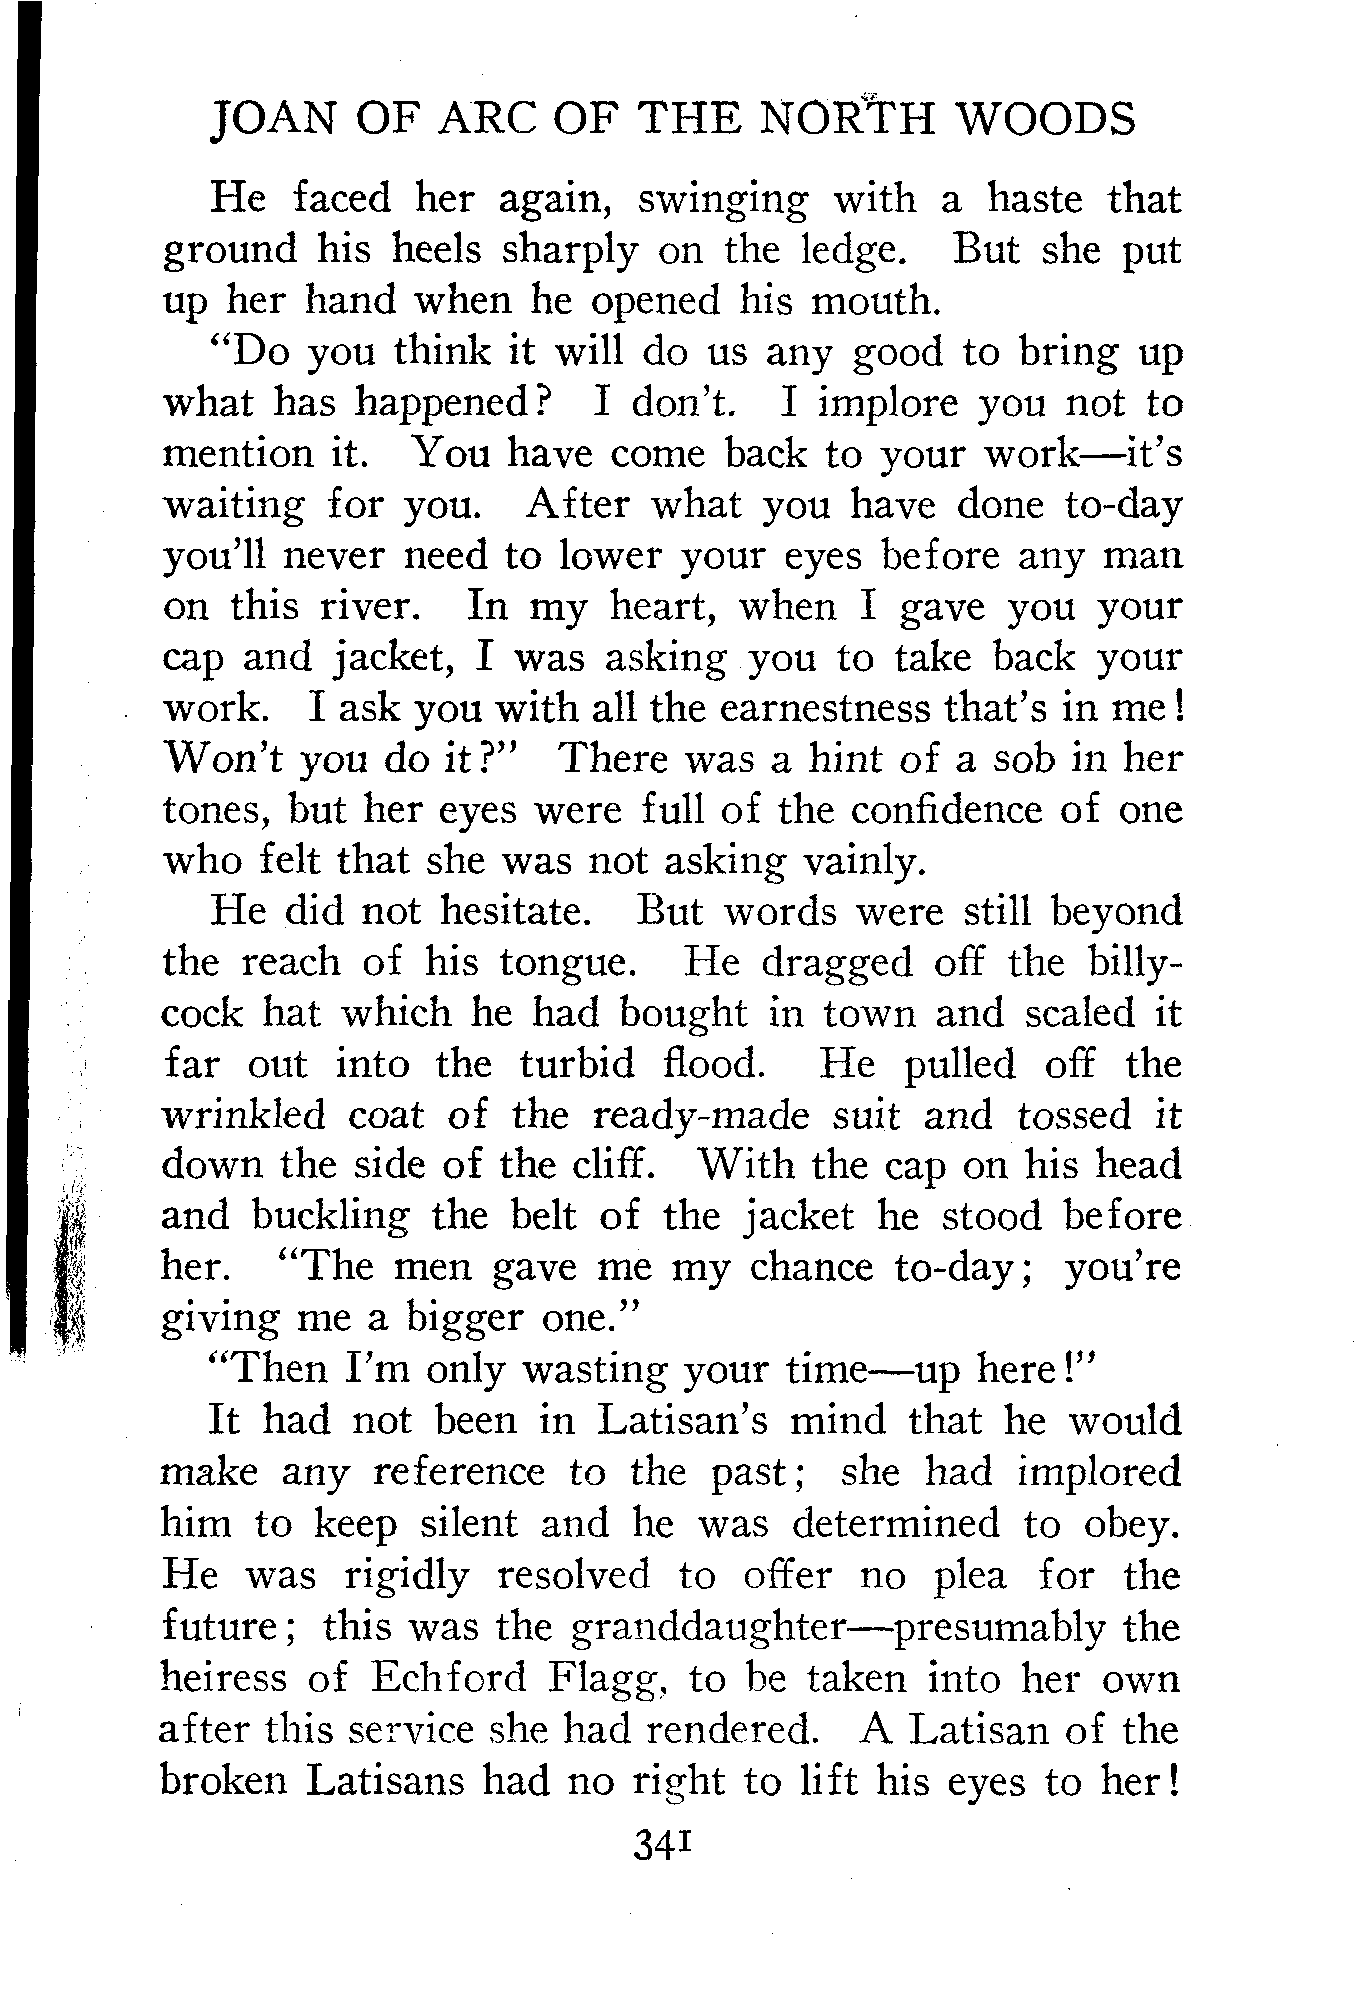 JOAN OF ARC OF THE NORTH WOODS
He faced her again, swinging with a haste that
ground his heels sharply on the ledge. But she put
up her hand when he opened his mouth.
"Do you think it will do us any good to bring up
what has happened? I don't. I implore you not to
mention it. You have come back to your work—it's
waiting for you. After what you have done to-day
you'll never need to lower your eyes before any man
on this river. In my heart, when I gave you your
cap and jacket, I was asking you to take back your
work. I ask you with all the earnestness that's in me!
Won't you do it?" There was a hint of a sob in her
tones, but her eyes were full of the confidence of one
who felt that she was not asking vainly.
He did not hesitate. But words were still beyond
the reach of his tongue. He dragged off the billy-
cock hat which he had bought in town and scaled it
far out into the turbid flood. He pulled off the
wrinkled coat of the ready-made suit and tossed it
down the side of the cliff. With the cap on his head
and buckling the belt of the jacket he stood before
her. "The men gave me my chance to-day; you're
giving me a bigger one."
"Then I'm only wasting your time—up here!"
It had not been in Latisan's mind that he would
make any reference to the past; she had implored
him to keep silent and he was determined to obey.
He was rigidly resolved to offer no plea for the
future; this was the granddaughter—presumably the
heiress of Echford Flagg, to be taken into her own
after this service she had rendered. A Latisan of the
broken Latisans had no right to lift his eyes to her!
341